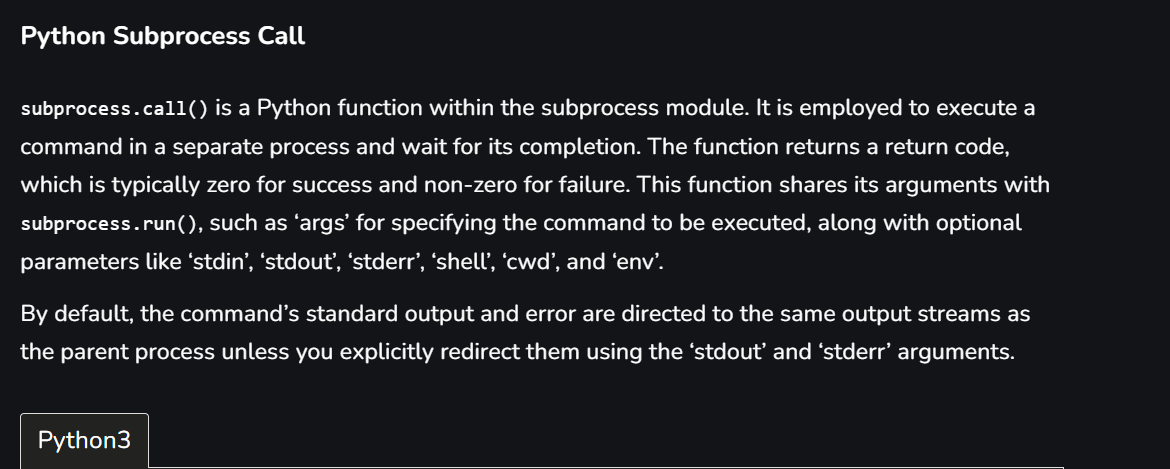 Python Subprocess Call
subprocess.call() is a Python function within the subprocess module. It is employed to execute a
command in a separate process and wait for its completion. The function returns a return code,
which is typically zero for success and non-zero for failure. This function shares its arguments with
subprocess.run(), such as ‘args’ for specifying the command to be executed, along with optional
parameters like ‘stdin’, ‘stdout’, ‘stderr’, ‘shell’, ‘cwd’, and ‘env’.
By default, the command’s standard output and error are directed to the same output streams as
the parent process unless you explicitly redirect them using the ‘stdout’ and ‘stderr’ arguments.
Python3